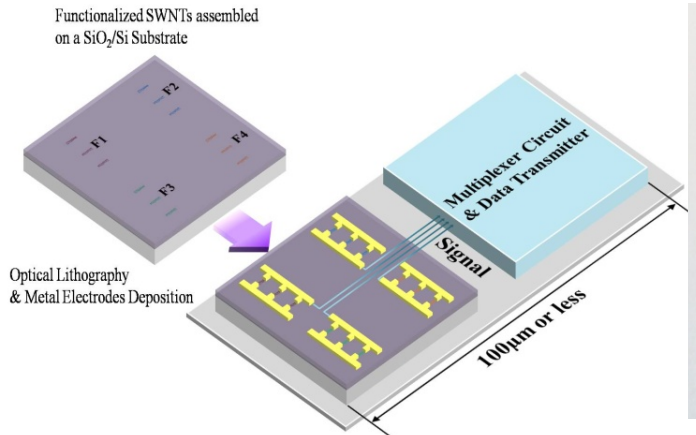 Functionalized SWNTs assembled
on a SiO₂/Si Substrate
F2
F1
F4
F3
Optical Lithography
& Metal Electrodes Deposition
Multiplexer Circuit
& Data Transmitter
Signal
100μm or less